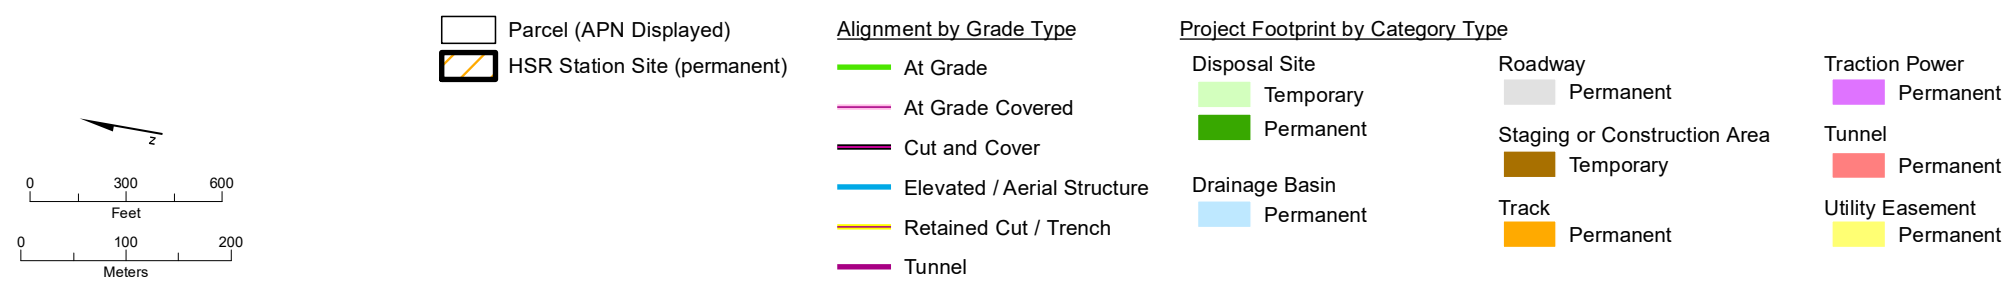 Parcel (APN Displayed)
HSR Station Site (permanent)
z
0 300 600
Feet
0 100 200
Meters
Alignment by Grade Type
At Grade
At Grade Covered
Cut and Cover
Elevated / Aerial Structure
Retained Cut / Trench
Tunnel
Project Footprint by Category Type
Disposal Site
Temporary
Permanent
Drainage Basin
Permanent
Roadway
Permanent
Staging or Construction Area
Temporary
Track
Permanent
Traction Power
Permanent
Tunnel
Permanent
Utility Easement
Permanent